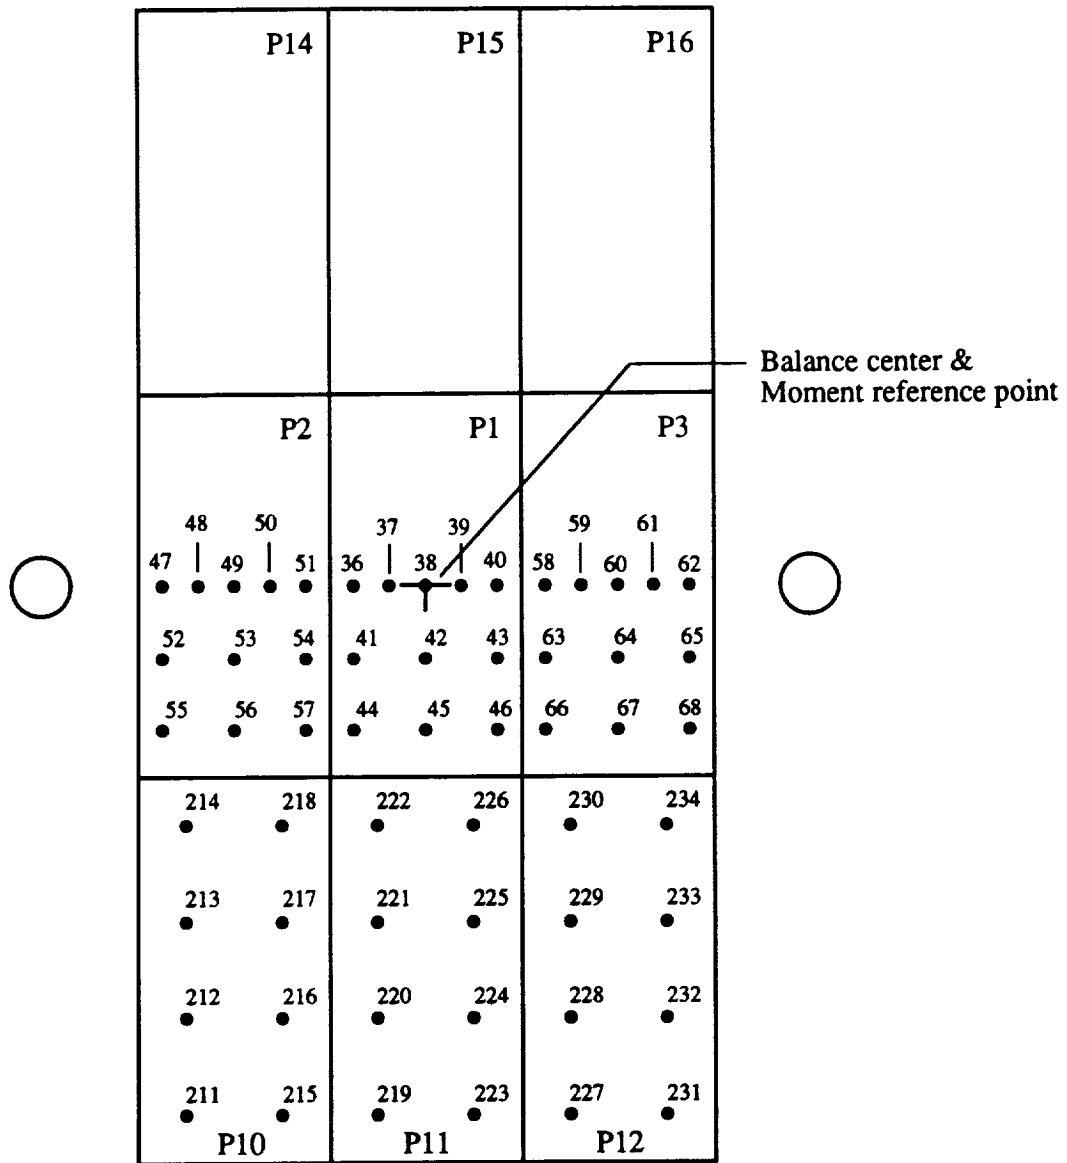 P14 P15 P16
Balance center &
Moment reference point
P2 P1 P3
48 50 37 39 59 61
47 49 51 36 38 40 58 60 62
52 53 54 41 42 43 63 64 65
55 56 57 44 45 46 66 67 68
214 218 222 226 230 234
213 217 221 225 229 233
212 216 220 224 228 232
211 215 219 223 227 231
P10 P11 P12